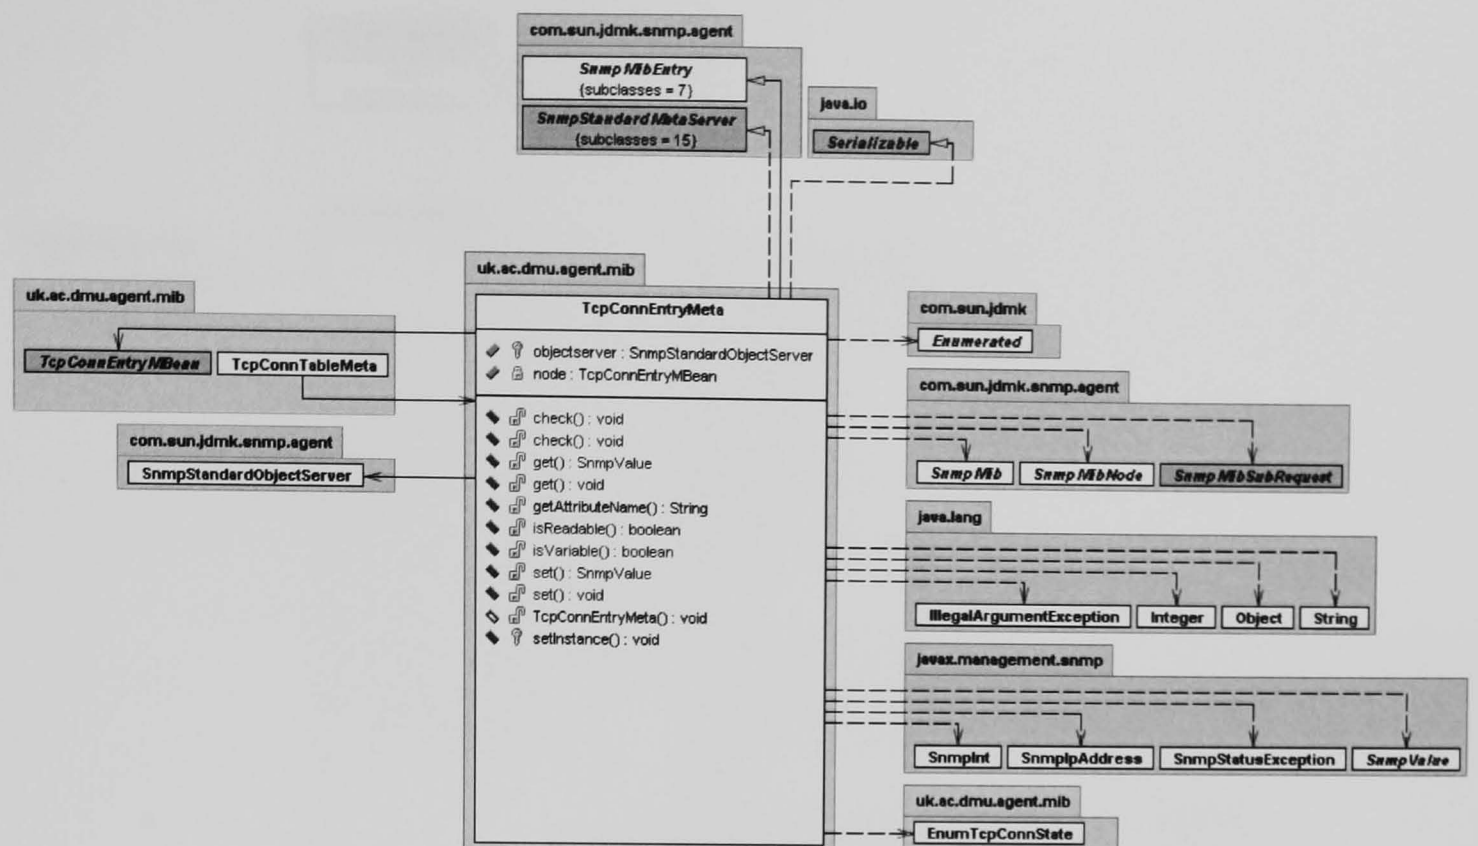 com.sun.jdmk.snmp.agent
SnmpMibEntry
{subclasses = 7}
SnmpStandardMetaServer
{subclasses = 15}
java.io
Serializable
uk.ac.dmu.agent.mib
TcpConnEntryMBean
TcpConnTableMeta
com.sun.jdmk.snmp.agent
SnmpStandardObjectServer
uk.ac.dmu.agent.mib
TcpConnEntryMeta
objectserver : SnmpStandardObjectServer
node : TcpConnEntryMBean
check() : void
check() : void
get() : SnmpValue
get() : void
getAttributeName() : String
isReadable() : boolean
isVariable() : boolean
set() : SnmpValue
set() : void
TcpConnEntryMeta() : void
setInstance() : void
com.sun.jdmk
Enumerated
com.sun.jdmk.snmp.agent
SnmpMib
SnmpMibNode
SnmpMibSubRequest
java.lang
IllegalArgumentException
Integer
Object
String
javax.management.snmp
SnmpInt
SnmpIpAddress
SnmpStatusException
SnmpValue
uk.ac.dmu.agent.mib
EnumTcpConnState